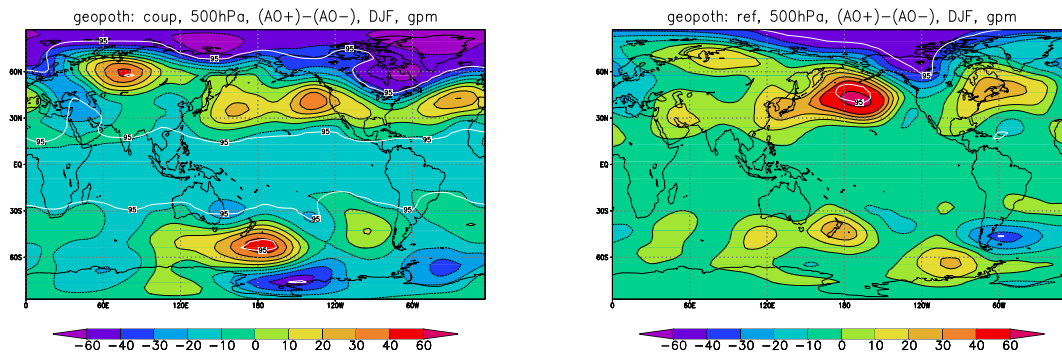 geopoth: coup, 500hPa, (AO+)−(AO−), DJF, gpm
95 95 95
60N 95
30N
95 95 95
EQ
30S 95 95 95
60S 95
0 60E 120E 180 120W 60W
−60 −40 −30 −20 −10 0 10 20 30 40 60
geopoth: ref, 500hPa, (AO+)−(AO−), DJF, gpm
60N 95
95
30N
EQ
30S
60S
0 60E 120E 180 120W 60W 0
−60 −40 −30 −20 −10 0 10 20 30 40 60